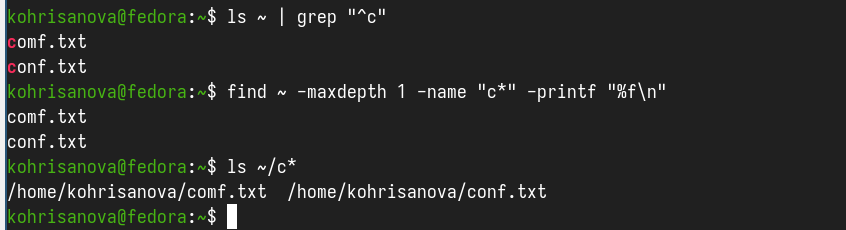 kohrisanova@fedora:~$ ls ~ | grep "^c"
comf.txt
conf.txt
kohrisanova@fedora:~$ find ~ -maxdepth 1 -name "c*" -printf "%f\n"
comf.txt
conf.txt
kohrisanova@fedora:~$ ls ~/c*
/home/kohrisanova/comf.txt  /home/kohrisanova/conf.txt
kohrisanova@fedora:~$